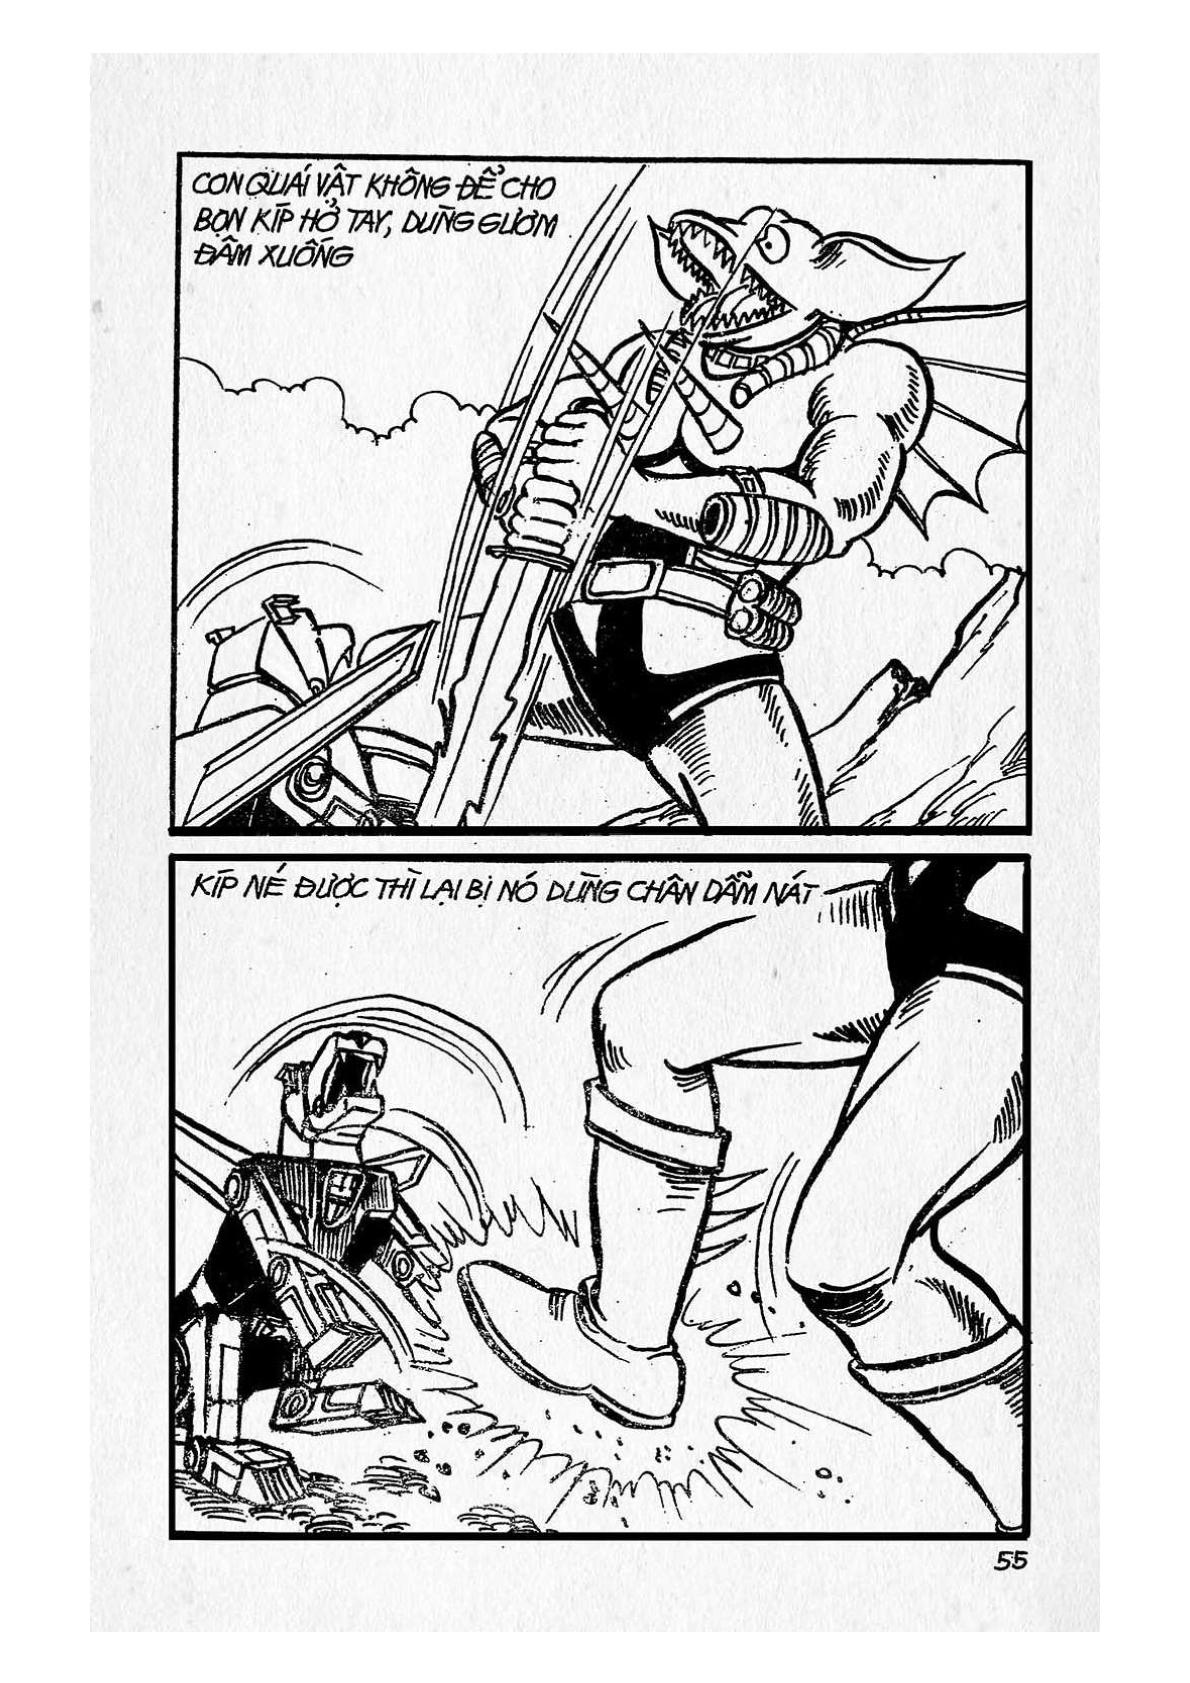 CON QUÁI VẬT KHÔNG ĐỂ CHO
BỌN KÍP HỞ TAY, DÙNG GƯƠM
ĐÂM XUỐNG
KÍP NÉ ĐƯỢC THÌ LẠI BỊ NÓ DÙNG CHÂN DẪM NÁT
55